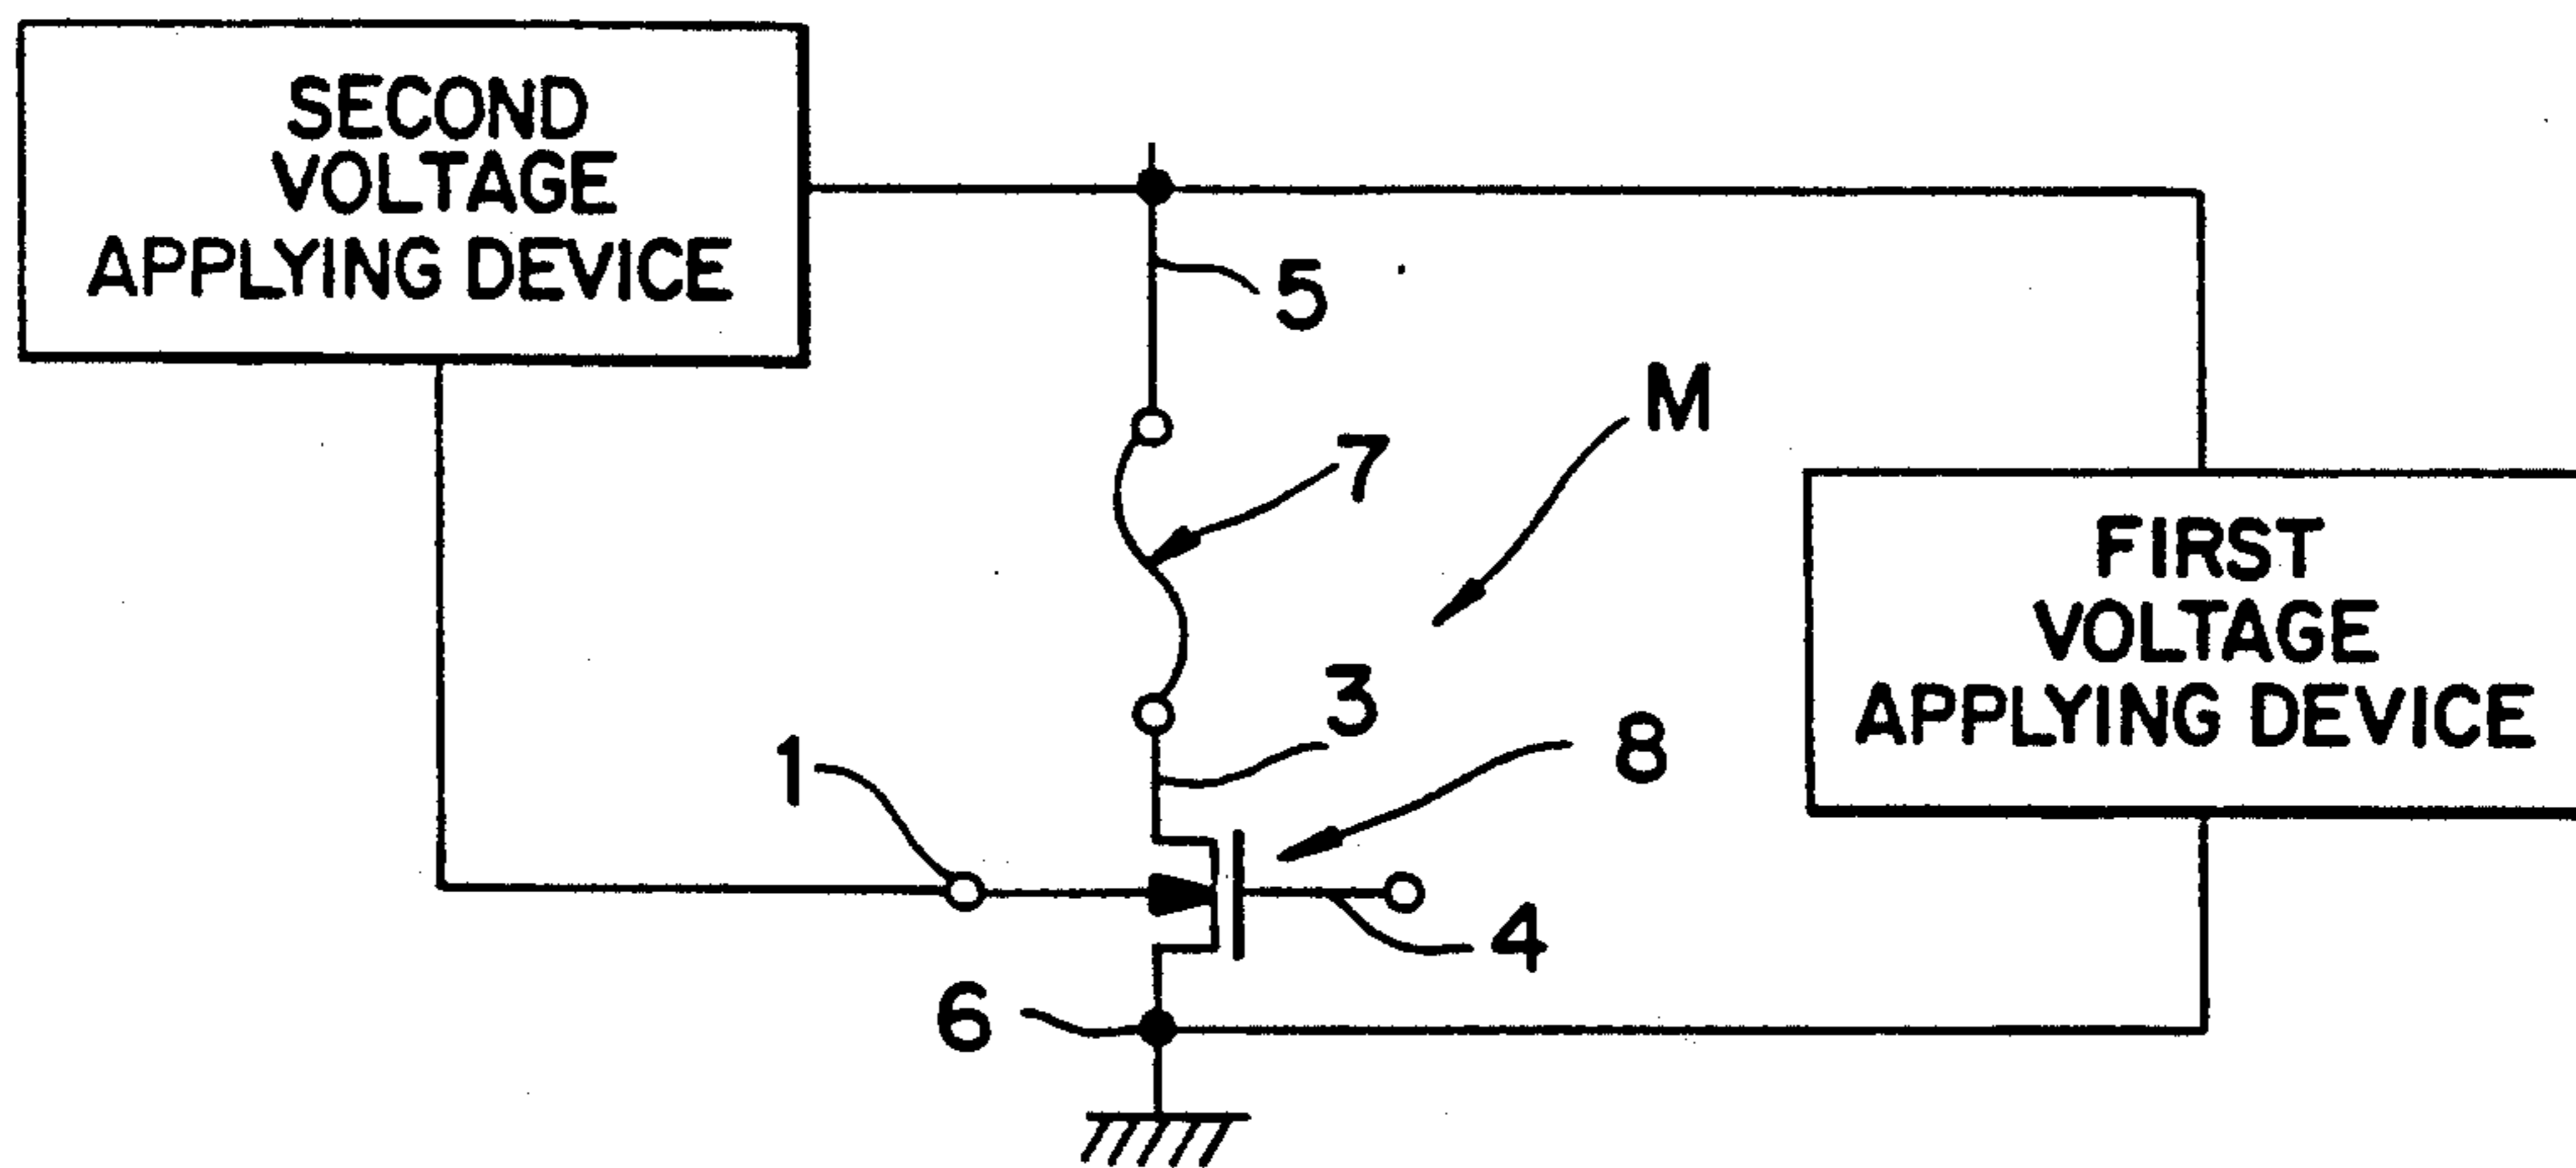 SECOND
VOLTAGE
APPLYING DEVICE
5
M
7
FIRST
VOLTAGE
APPLYING DEVICE
3
8
1
4
6